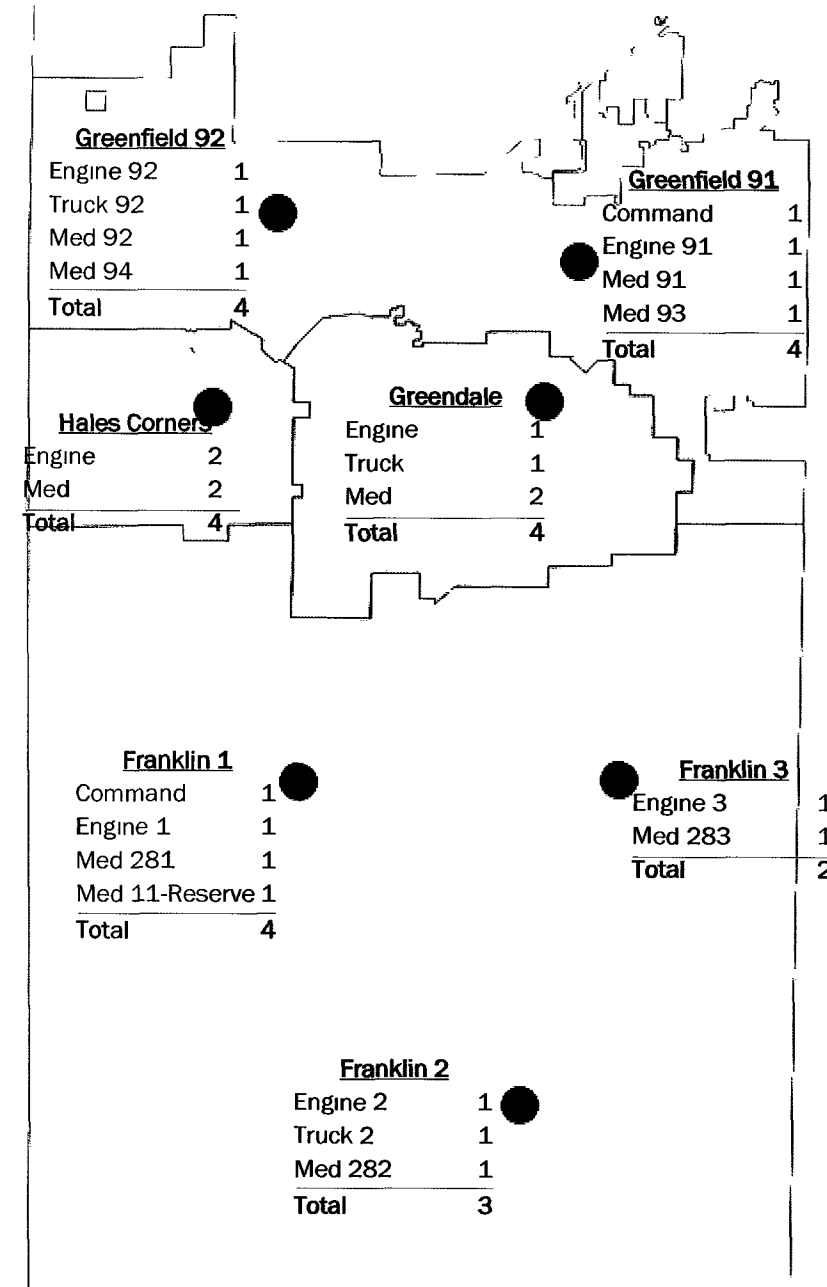 Greenfield 92
Engine 92 1
Truck 92 1
Med 92 1
Med 94 1
Total 4
Greenfield 91
Command 1
Engine 91 1
Med 91 1
Med 93 1
Total 4
Hales Corners
Engine 2
Med 2
Total 4
Greendale
Engine 1
Truck 1
Med 2
Total 4
Franklin 1
Command 1
Engine 1 1
Med 281 1
Med 11-Reserve 1
Total 4
Franklin 3
Engine 3 1
Med 283 1
Total 2
Franklin 2
Engine 2 1
Truck 2 1
Med 282 1
Total 3